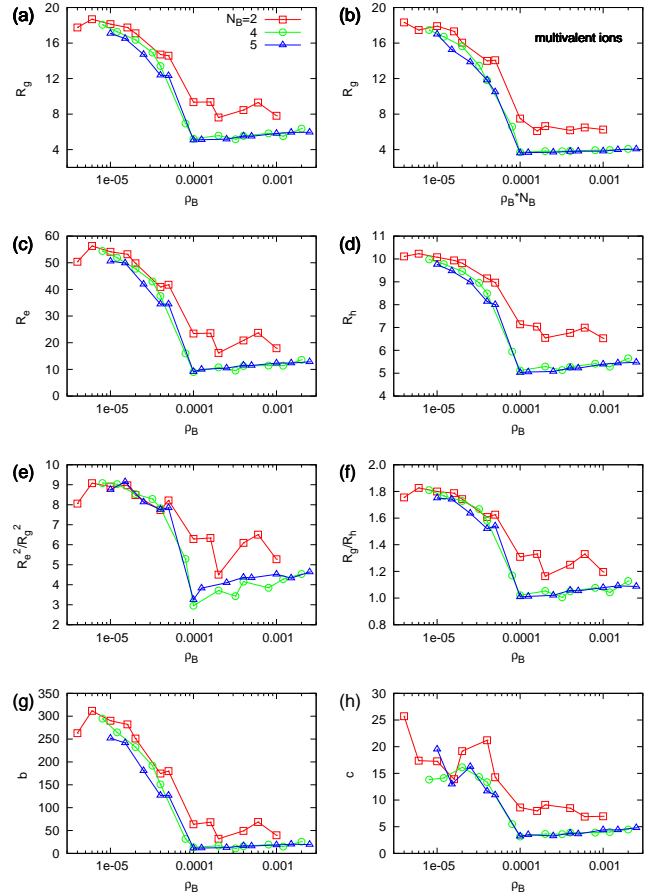 (a)
20
16
12
8
4
R_g
N_B=2
4
5
1e-05 0.0001 0.001
ρ_B
(b)
20
16
12
8
4
R_g
multivalent ions
1e-05 0.0001 0.001
ρ_B*N_B
(c)
60
50
40
30
20
10
0
R_e
1e-05 0.0001 0.001
ρ_B
(d)
11
10
9
8
7
6
5
4
R_h
1e-05 0.0001 0.001
ρ_B
(e)
10
9
8
7
6
5
4
3
2
R_e^2/R_g^2
1e-05 0.0001 0.001
ρ_B
(f)
2.0
1.8
1.6
1.4
1.2
1.0
0.8
R_g/R_h
1e-05 0.0001 0.001
ρ_B
(g)
350
300
250
200
150
100
50
0
b
1e-05 0.0001 0.001
ρ_B
(h)
30
25
20
15
10
5
0
c
1e-05 0.0001 0.001
ρ_B